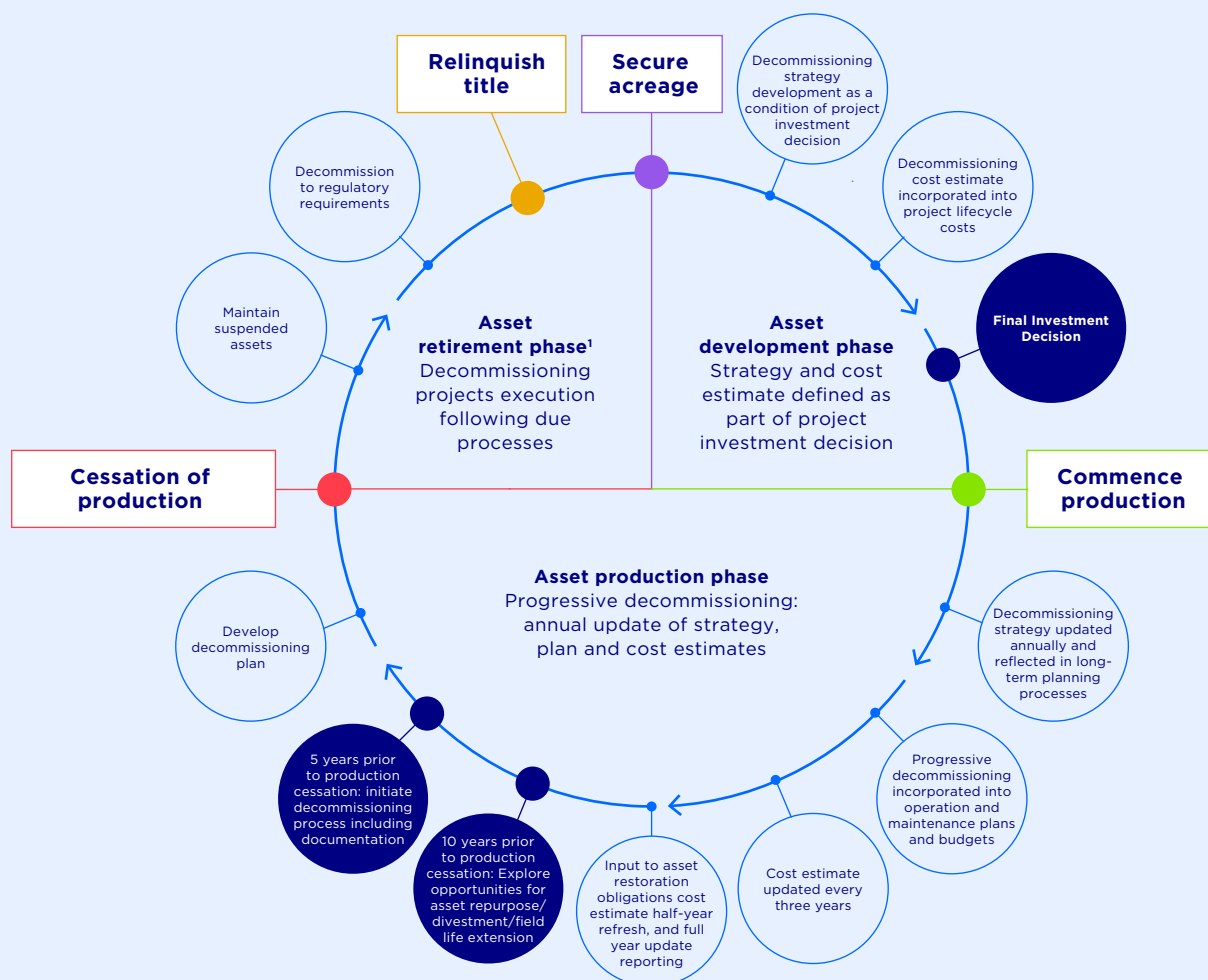 Relinquish
title
Secure
acreage
Decommissioning
strategy
development as a
condition of project
investment
decision
Decommissioning
cost estimate
incorporated into
project lifecycle
costs
Final Investment
Decision
Commence
production
Decommissioning
strategy updated
annually and
reflected in long-
term planning
processes
Progressive
decommissioning
incorporated into
operation and
maintenance plans
and budgets
Cost estimate
updated every
three years
Input to asset
restoration
obligations cost
estimate half-year
refresh, and full
year update
reporting
10 years prior
to production
cessation: Explore
opportunities for
asset repurpose/
divestment/field
life extension
5 years prior
to production
cessation: initiate
decommissioning
process including
documentation
Develop
decommissioning
plan
Cessation of
production
Maintain
suspended
assets
Decommission
to regulatory
requirements
Asset
retirement phase¹
Decommissioning
projects execution
following due
processes
Asset
development phase
Strategy and cost
estimate defined as
part of project
investment decision
Asset production phase
Progressive decommissioning:
annual update of strategy,
plan and cost estimates